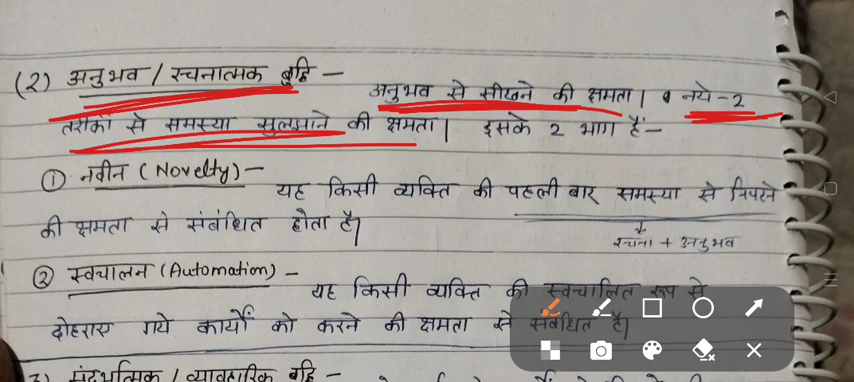 (2) अनुभव / रचनात्मक बुद्धि –
अनुभव से सीखने की क्षमता। नये-2
तरीकों से समस्या सुलझाने की क्षमता। इसके 2 भाग हैं-
① नवीन (Novelty) –
यह किसी व्यक्ति की पहली बार समस्या से निपटने
की क्षमता से संबंधित होता है।
रचना + अनुभव
② स्वचालन (Automation) –
यह किसी व्यक्ति की स्वचालित रूप से
दोहराए गये कार्यों को करने की क्षमता से संबंधित है।
/ व्यावहारिक बुद्धि –